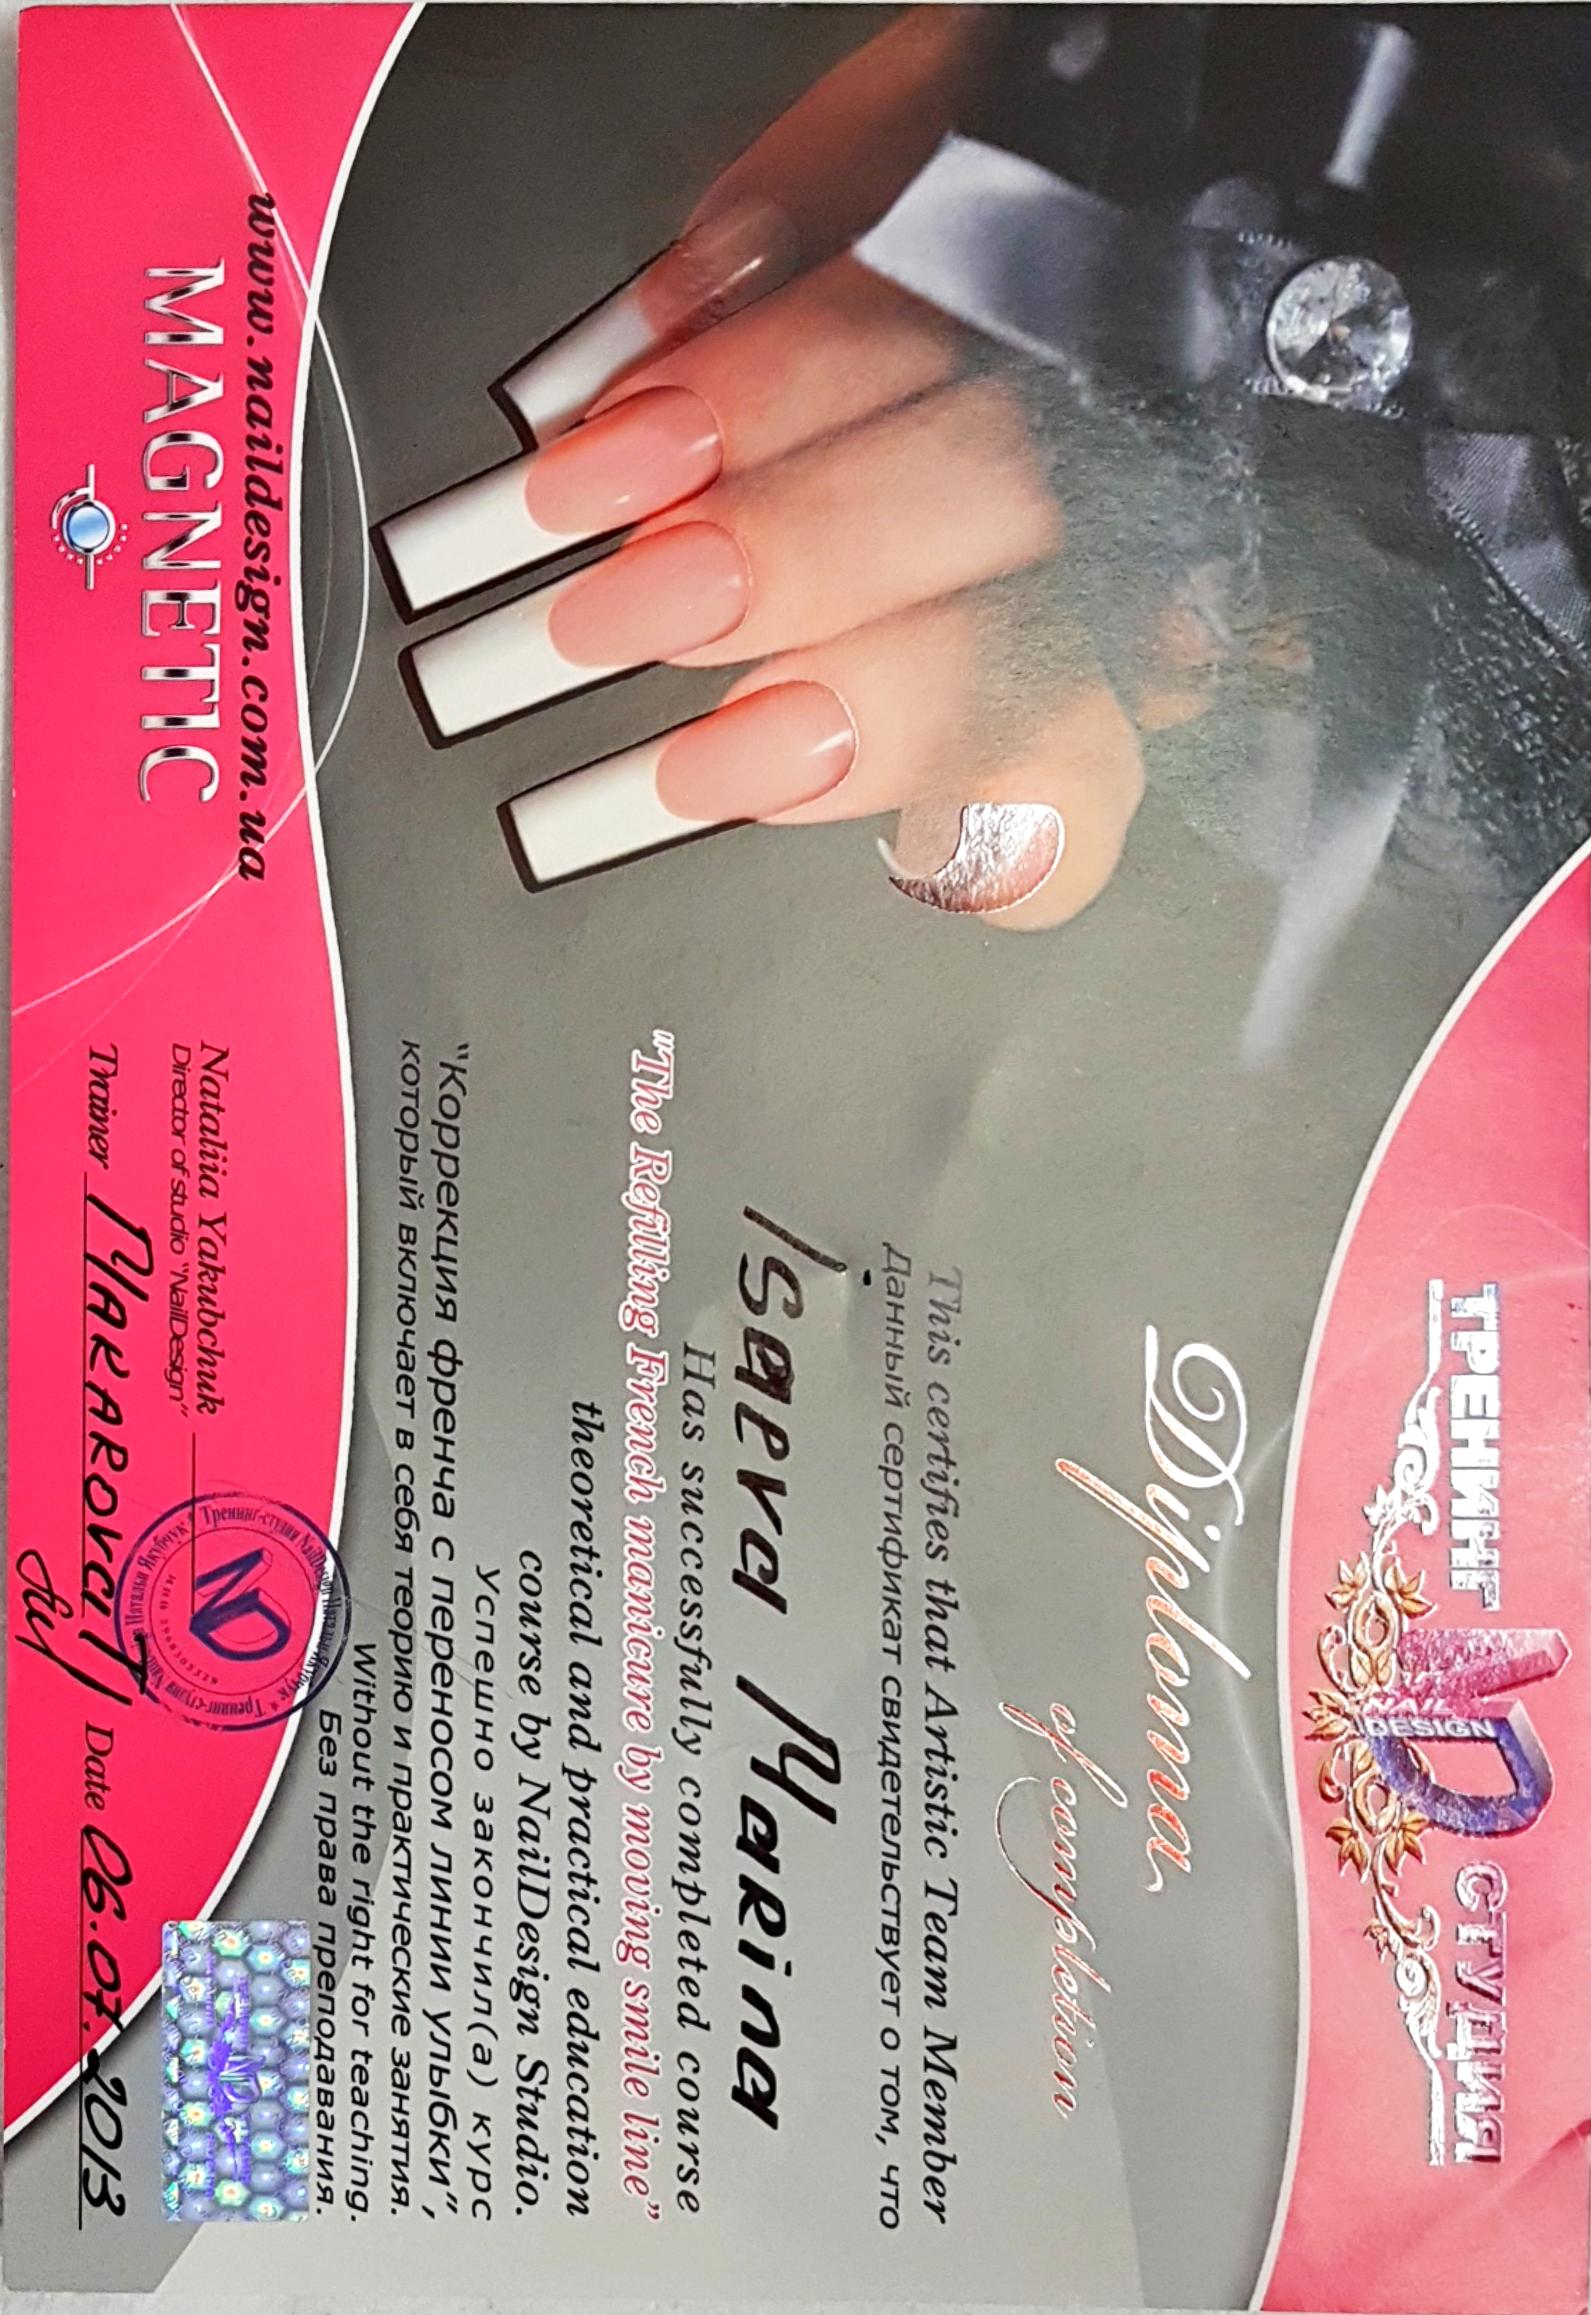 ТРЕНИНГ ND СТУДИЯ
NAIL
DESIGN
Diploma
of completion
This certifies that Artistic Team Member
Данный сертификат свидетельствует о том, что
Isaeva Marina
Has successfully completed course
"The Refilling French manicure by moving smile line"
theoretical and practical education
course by NailDesign Studio.
Успешно закончил(а) курс
"Коррекция френча с переносом линии улыбки",
который включает в себя теорию и практические занятия.
Without the right for teaching.
Без права преподавания.
www.naildesign.com.ua
MAGNETIC
Nataliia Yakubchuk
Director of studio "NailDesign"
ND
Trainer Makarova T Date 06.07.2013